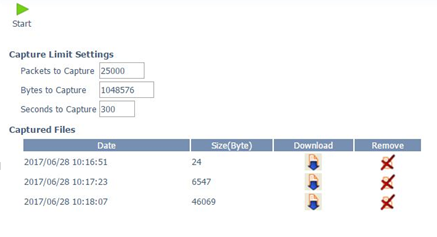 Start
Capture Limit Settings
Packets to Capture 25000
Bytes to Capture 1048576
Seconds to Capture 300
Captured Files
Date Size(Byte) Download Remove
2017/06/28 10:16:51 24
2017/06/28 10:17:23 6547
2017/06/28 10:18:07 46069